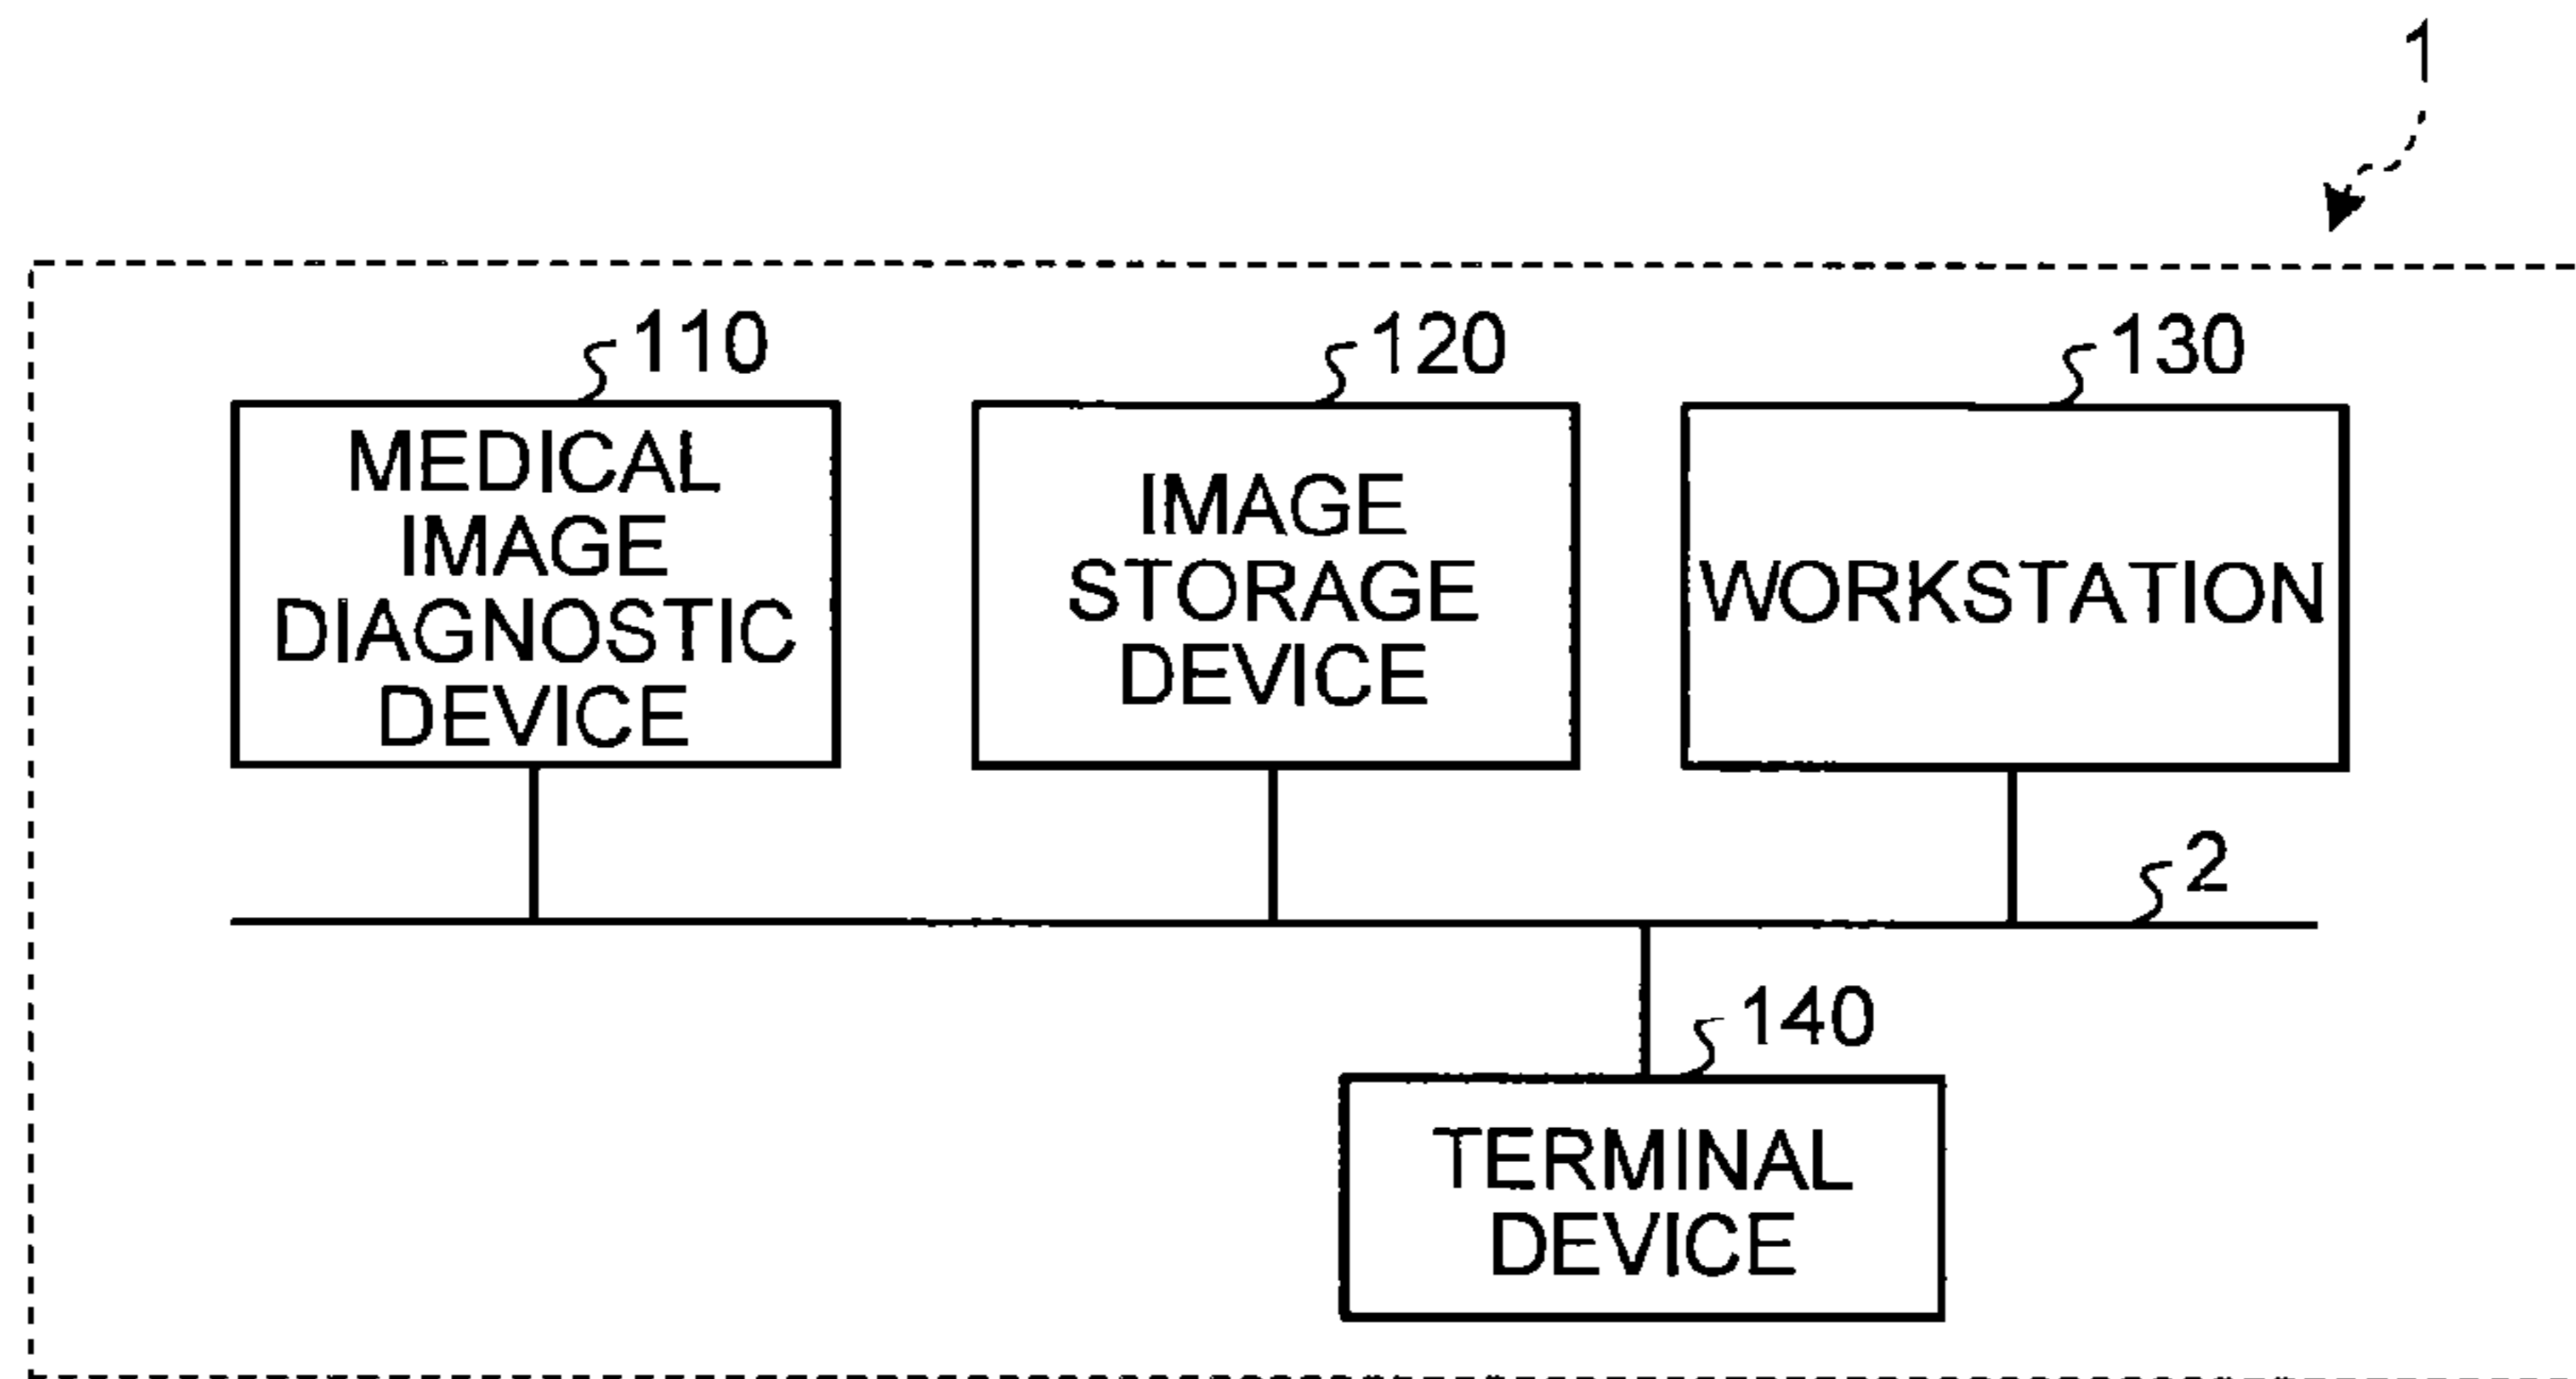 1
110
120
130
MEDICAL
IMAGE
DIAGNOSTIC
DEVICE
IMAGE
STORAGE
DEVICE
WORKSTATION
2
140
TERMINAL
DEVICE